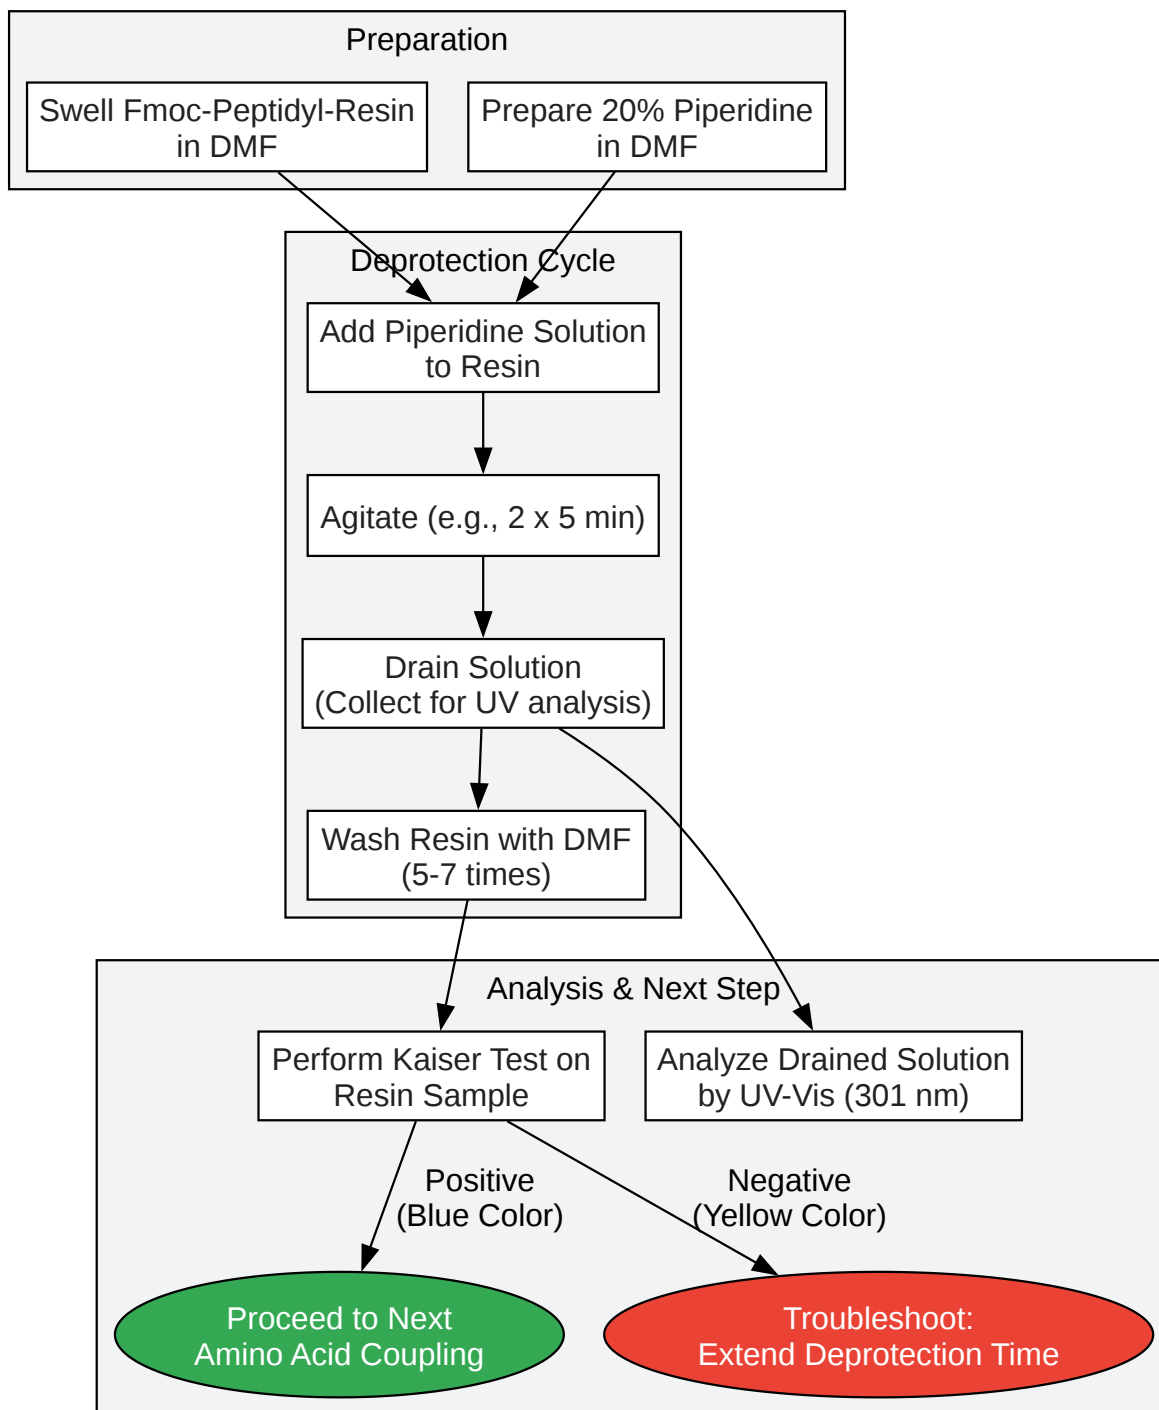 Preparation
Swell Fmoc-Peptidyl-Resin
in DMF
Prepare 20% Piperidine
in DMF
Deprotection Cycle
Add Piperidine Solution
to Resin
Agitate (e.g., 2 x 5 min)
Drain Solution
(Collect for UV analysis)
Wash Resin with DMF
(5-7 times)
Analysis & Next Step
Perform Kaiser Test on
Resin Sample
Analyze Drained Solution
by UV-Vis (301 nm)
Positive
(Blue Color)
Negative
(Yellow Color)
Proceed to Next
Amino Acid Coupling
Troubleshoot:
Extend Deprotection Time